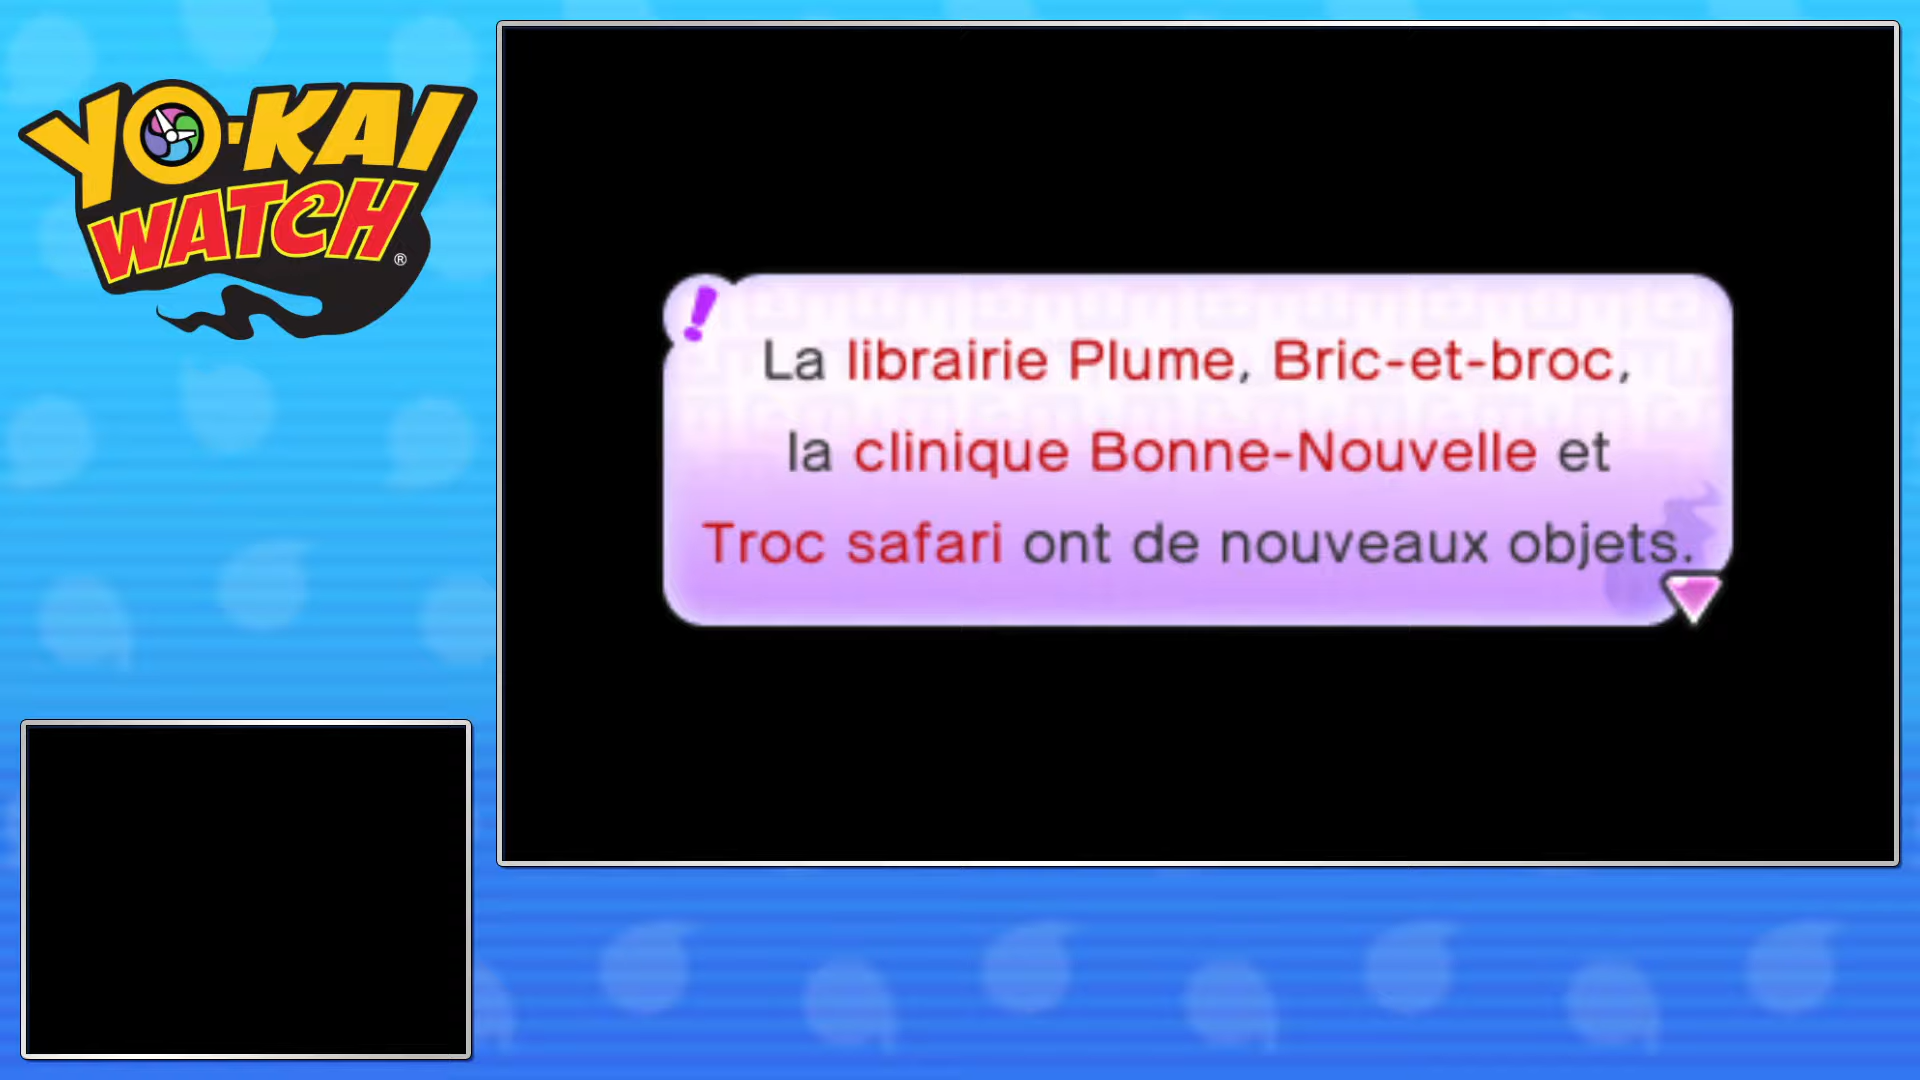 YO-KAI
WATCH
®
!
La librairie Plume, Bric-et-broc,
la clinique Bonne-Nouvelle et
Troc safari ont de nouveaux objets.